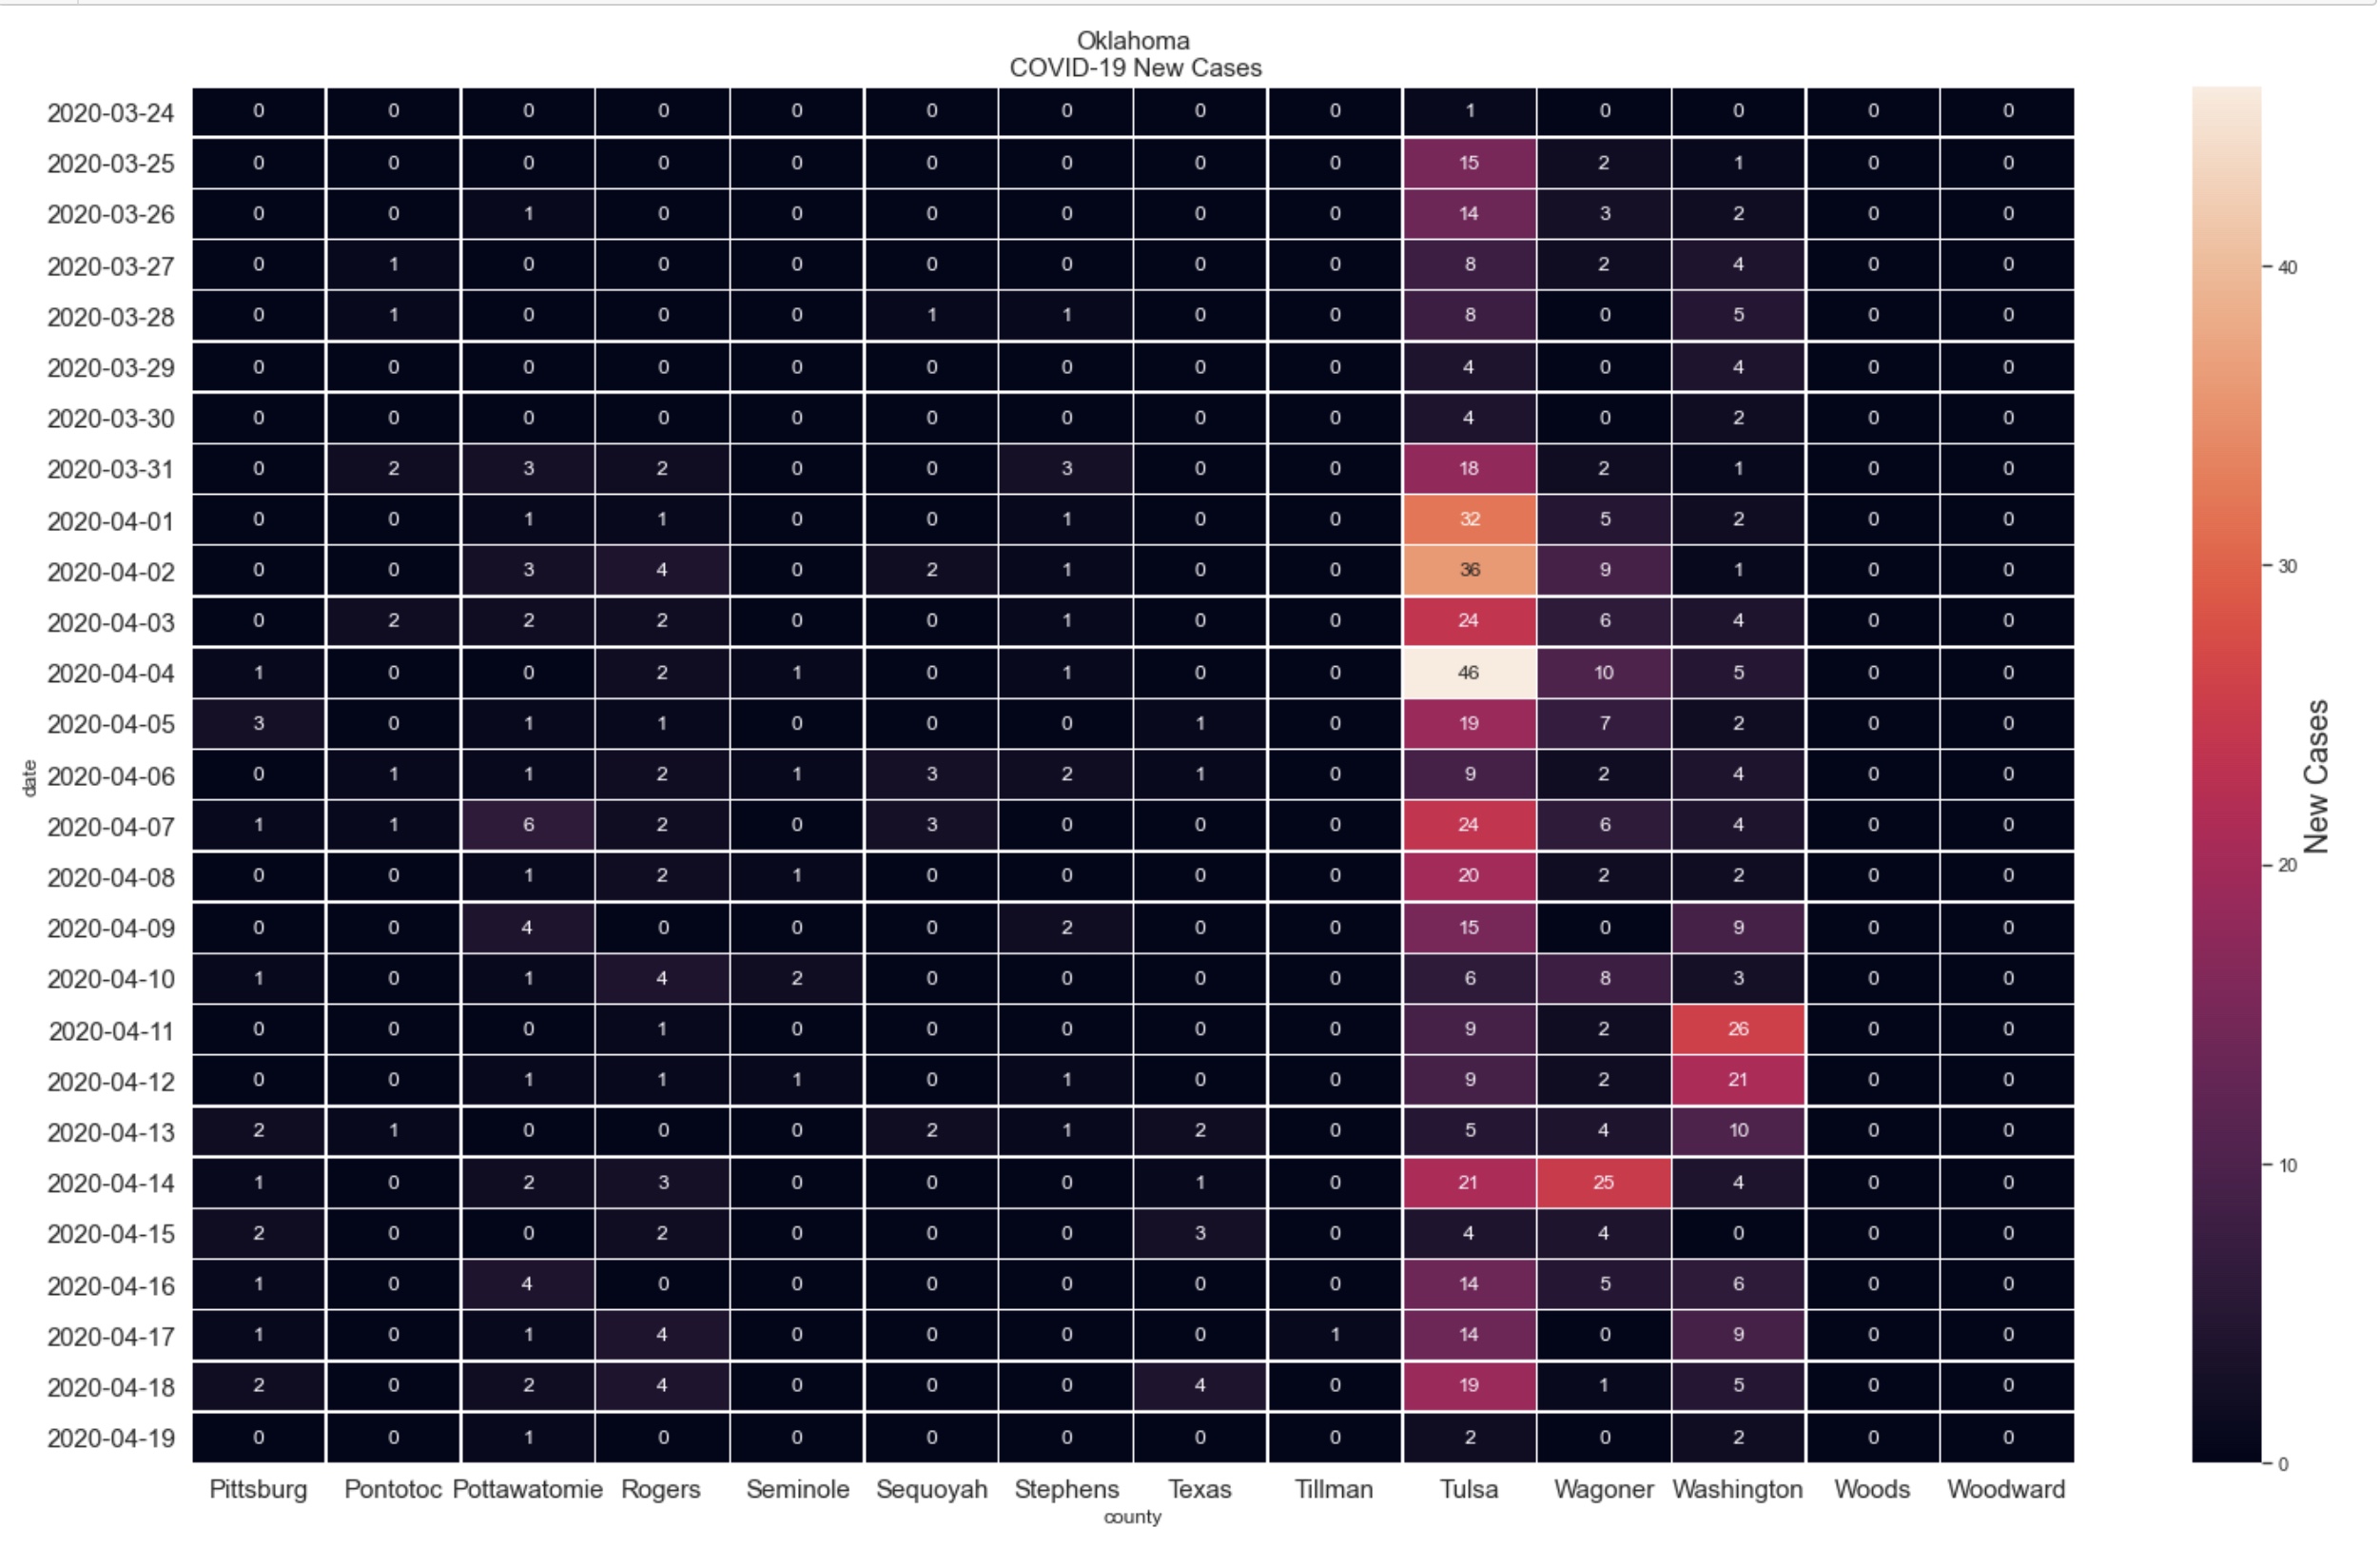 Oklahoma
COVID-19 New Cases
2020-03-24 0 0 0 0 0 0 0 0 0 1 0 0 0 0
2020-03-25 0 0 0 0 0 0 0 0 0 15 2 1 0 0
2020-03-26 0 0 1 0 0 0 0 0 0 14 3 2 0 0
2020-03-27 0 1 0 0 0 0 0 0 0 8 2 4 0 0
2020-03-28 0 1 0 0 0 1 1 0 0 8 0 5 0 0
2020-03-29 0 0 0 0 0 0 0 0 0 4 0 4 0 0
2020-03-30 0 0 0 0 0 0 0 0 0 4 0 2 0 0
2020-03-31 0 2 3 2 0 0 3 0 0 18 2 1 0 0
2020-04-01 0 0 1 1 0 0 1 0 0 32 5 2 0 0
2020-04-02 0 0 3 4 0 2 1 0 0 36 9 1 0 0
2020-04-03 0 2 2 2 0 0 1 0 0 24 6 4 0 0
2020-04-04 1 0 0 2 1 0 1 0 0 46 10 5 0 0
2020-04-05 3 0 1 1 0 0 0 1 0 19 7 2 0 0
2020-04-06 0 1 1 2 1 3 2 1 0 9 2 4 0 0
2020-04-07 1 1 6 2 0 3 0 0 0 24 6 4 0 0
2020-04-08 0 0 1 2 1 0 0 0 0 20 2 2 0 0
2020-04-09 0 0 4 0 0 0 2 0 0 15 0 9 0 0
2020-04-10 1 0 1 4 2 0 0 0 0 6 8 3 0 0
2020-04-11 0 0 0 1 0 0 0 0 0 9 2 26 0 0
2020-04-12 0 0 1 1 1 0 1 0 0 9 2 21 0 0
2020-04-13 2 1 0 0 0 2 1 2 0 5 4 10 0 0
2020-04-14 1 0 2 3 0 0 0 1 0 21 25 4 0 0
2020-04-15 2 0 0 2 0 0 0 3 0 4 4 0 0 0
2020-04-16 1 0 4 0 0 0 0 0 0 14 5 6 0 0
2020-04-17 1 0 1 4 0 0 0 0 1 14 0 9 0 0
2020-04-18 2 0 2 4 0 0 0 4 0 19 1 5 0 0
2020-04-19 0 0 1 0 0 0 0 0 0 2 0 2 0 0
Pittsburg Pontotoc Pottawatomie Rogers Seminole Sequoyah Stephens Texas Tillman Tulsa Wagoner Washington Woods Woodward
county
date
40
30
20
10
0
New Cases